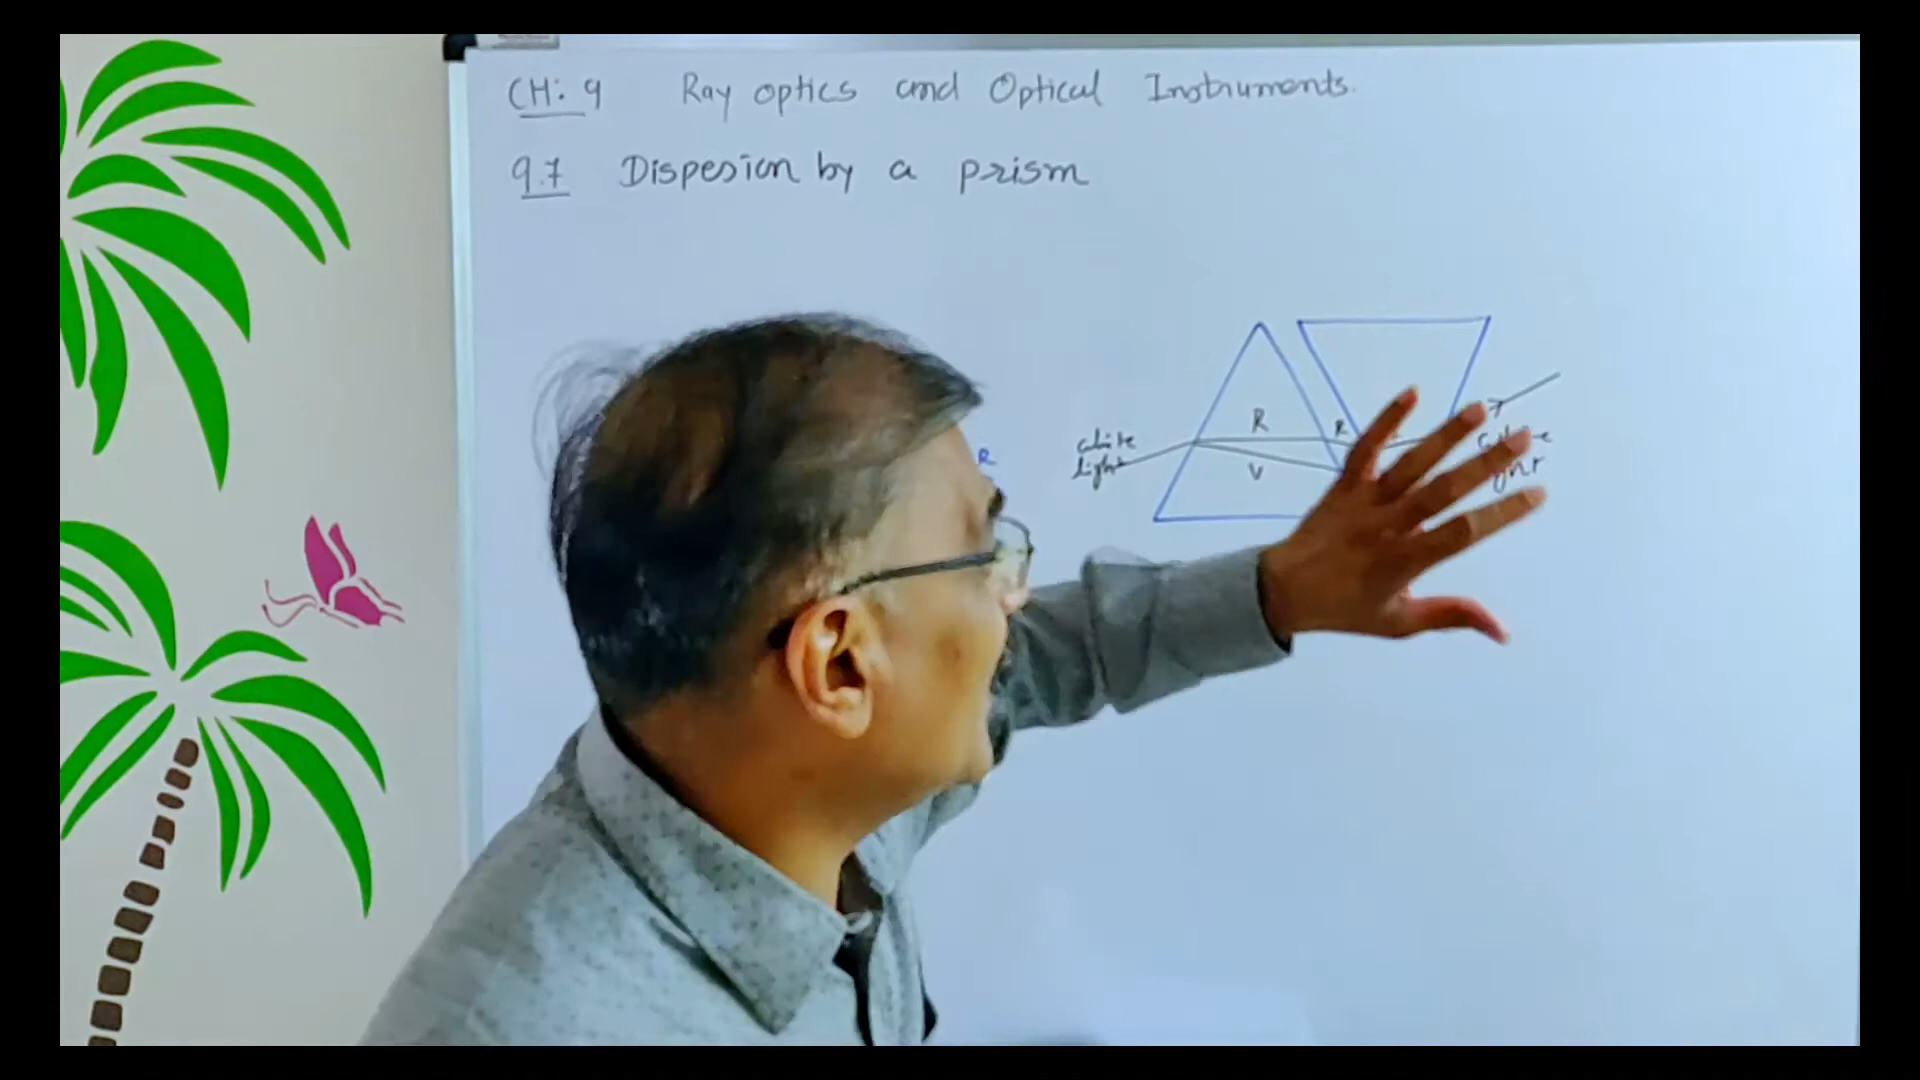 CH: 9 Ray optics and Optical Instruments.
9.7 Dispesion by a prism
R
R
R
V
white
light